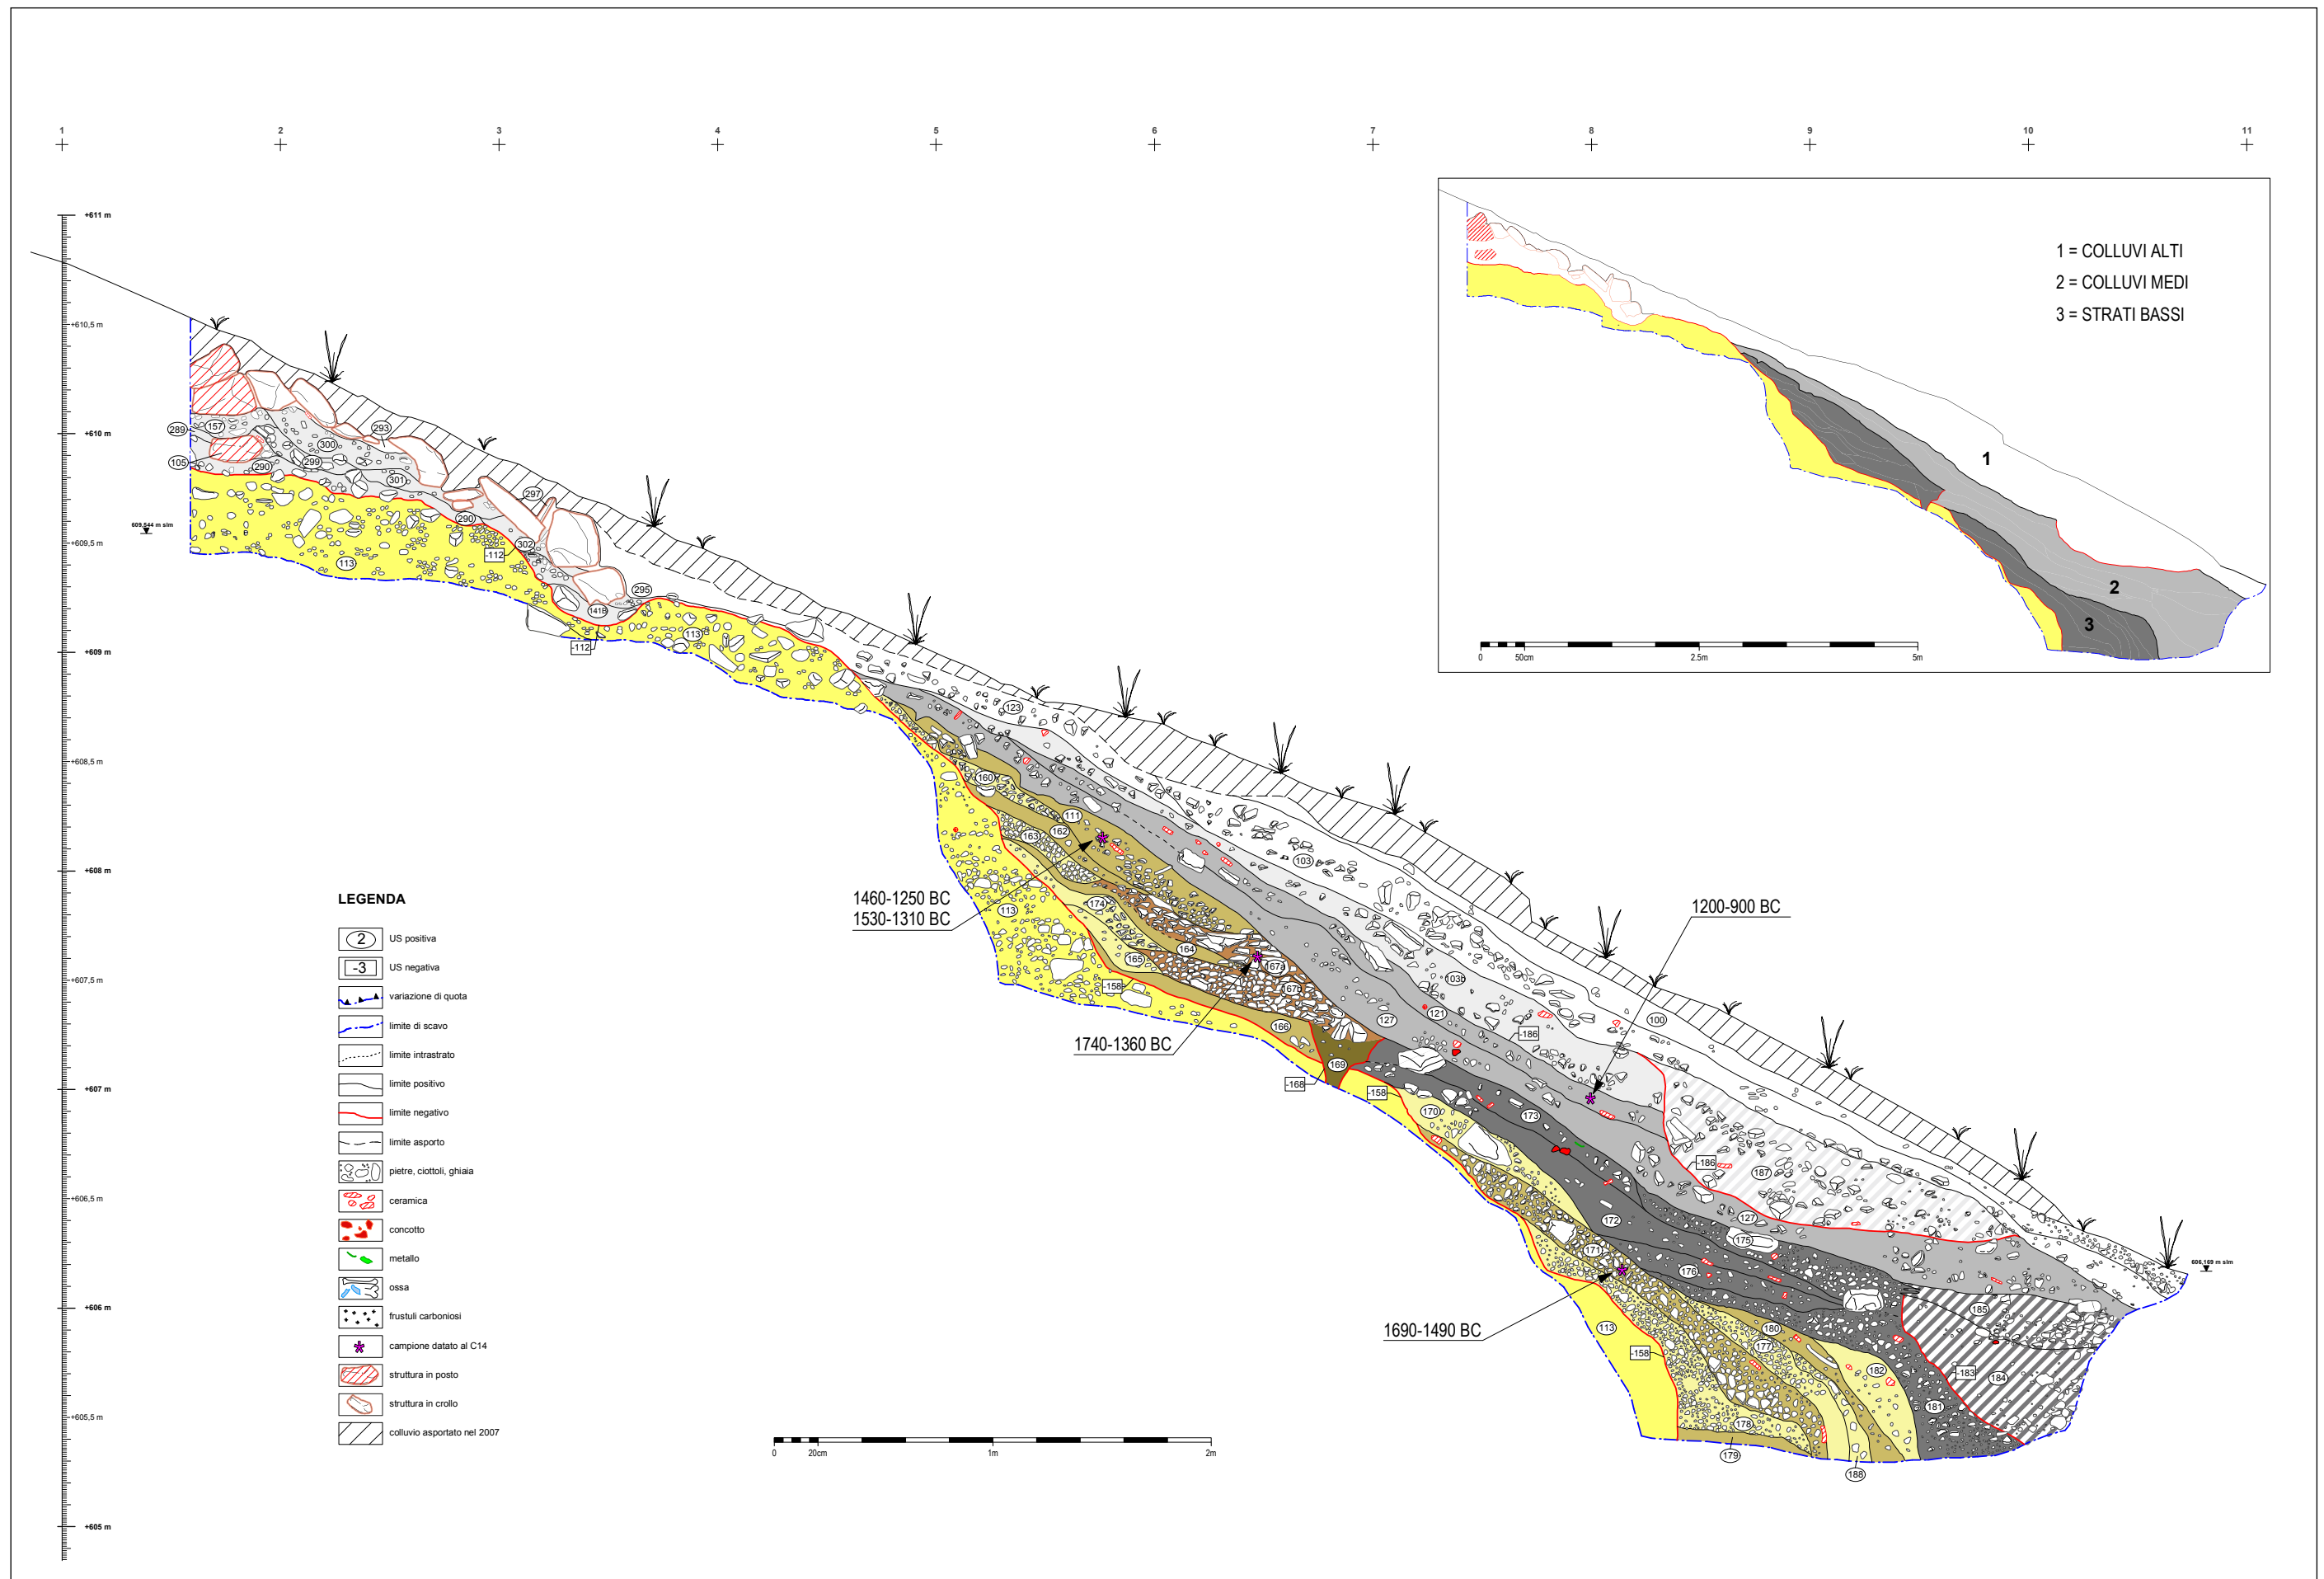 1 2 3 4 5 6 7 8 9 10 11
+611 m
+610,5 m
+610 m
609,544 m slm
+609,5 m
+609 m
+608,5 m
+608 m
+607,5 m
+607 m
+606,5 m
+606 m
+605,5 m
+605 m
1 = COLLUVI ALTI
2 = COLLUVI MEDI
3 = STRATI BASSI
1
2
3
0 50cm 2.5m 5m
289
157
105
290
300
293
299
301
297
290
302
-112
113
295
141B
-112
113
123
160
111
163
162
103
174
113
164
165
167a
167b
-158
166
127
121
103b
-186
100
169
-168
-158
170
173
187
-186
127
172
175
171
176
185
113
180
177
182
-158
-183
184
181
178
179
188
1460-1250 BC
1530-1310 BC
1740-1360 BC
1200-900 BC
1690-1490 BC
606,169 m slm
LEGENDA
2 US positiva
-3 US negativa
variazione di quota
limite di scavo
limite intrastrato
limite positivo
limite negativo
limite asporto
pietre, ciottoli, ghiaia
ceramica
concotto
metallo
ossa
frustuli carboniosi
campione datato al C14
struttura in posto
struttura in crollo
colluvio asportato nel 2007
0 20cm 1m 2m